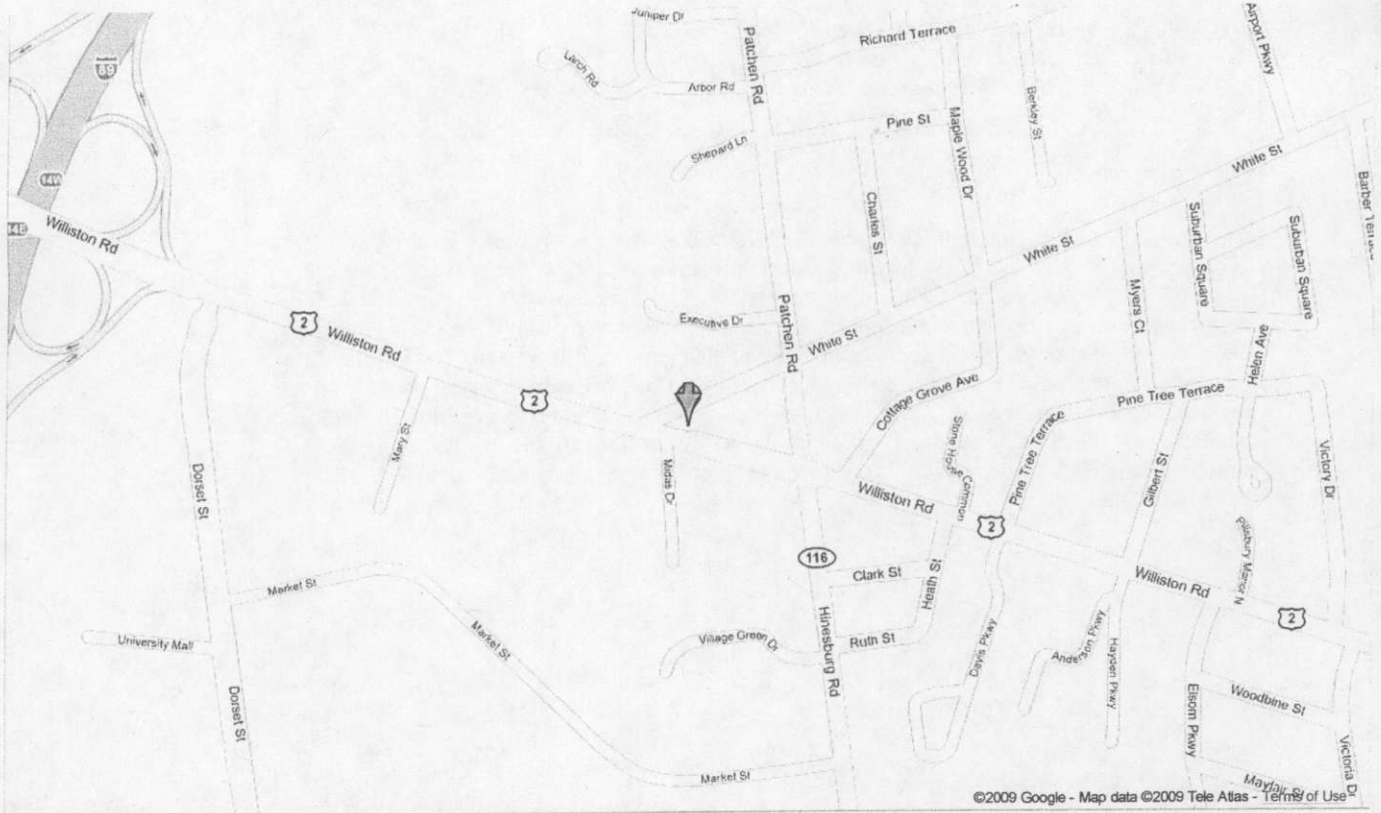 Juniper Dr
Larch Rd
Arbor Rd
Patchen Rd
Richard Terrace
Airport Pkwy
89
Berkley St
Pine St
Maple Wood Dr
Shepard Ln
White St
Barber Terrace
14W
14E
Williston Rd
Charles St
Suburban Square
Suburban Square
White St
Myers Ct
2
Williston Rd
Executive Dr
Patchen Rd
White St
Helen Ave
2
Cottage Grove Ave
Pine Tree Terrace
Mary St
Stone House Common
Pine Tree Terrace
Victory Dr
Dorset St
Midas Dr
Williston Rd
Gilbert St
2
Pillsbury Manor N
116
Clark St
Heath St
Williston Rd
Market St
2
University Mall
Market St
Village Green Dr
Hinesburg Rd
Ruth St
Davis Pkwy
Anderson Pkwy
Hayden Pkwy
Dorset St
Elsom Pkwy
Woodbine St
Market St
Victoria Dr
Mayfair St
©2009 Google - Map data ©2009 Tele Atlas - Terms of Use